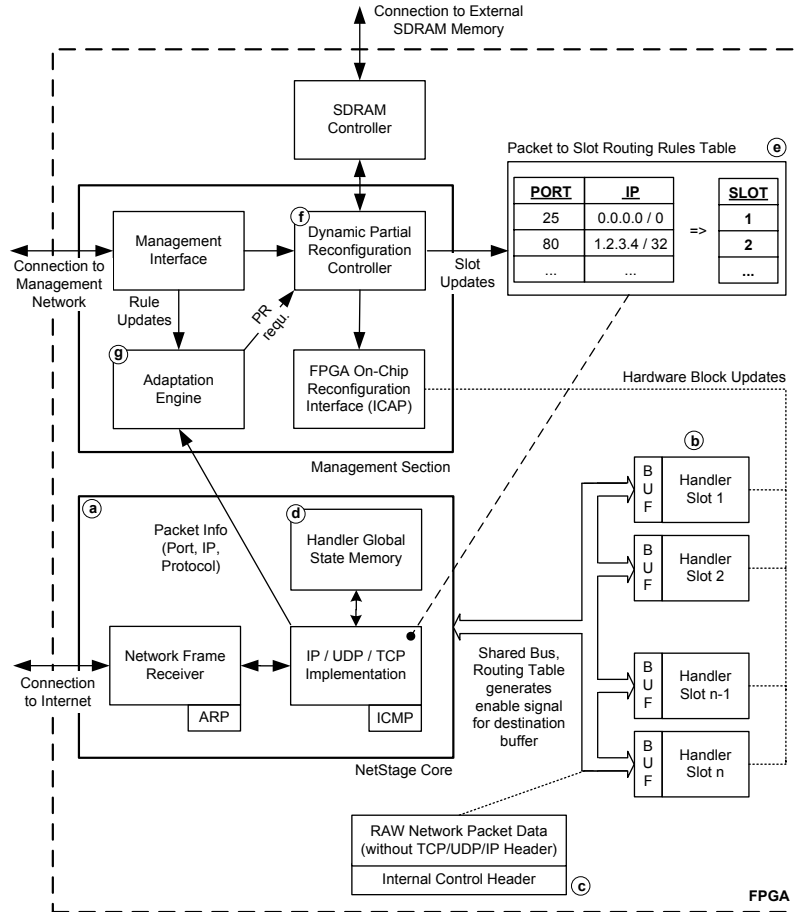 Connection to External
SDRAM Memory
SDRAM
Controller
Packet to Slot Routing Rules Table
e
PORT IP SLOT
25 0.0.0.0 / 0 1
80 1.2.3.4 / 32 => 2
... ... ...
f
Management
Interface
Dynamic Partial
Reconfiguration
Controller
Connection to
Management
Network
Slot
Updates
Rule
Updates
PR
requ.
g
Adaptation
Engine
FPGA On-Chip
Reconfiguration
Interface (ICAP)
Hardware Block Updates
Management Section
b
BUF
Handler
Slot 1
BUF
Handler
Slot 2
BUF
Handler
Slot n-1
BUF
Handler
Slot n
a
Packet Info
(Port, IP,
Protocol)
d
Handler Global
State Memory
Network Frame
Receiver
ARP
IP / UDP / TCP
Implementation
ICMP
Connection
to Internet
Shared Bus,
Routing Table
generates
enable signal
for destination
buffer
NetStage Core
RAW Network Packet Data
(without TCP/UDP/IP Header)
Internal Control Header
c
FPGA